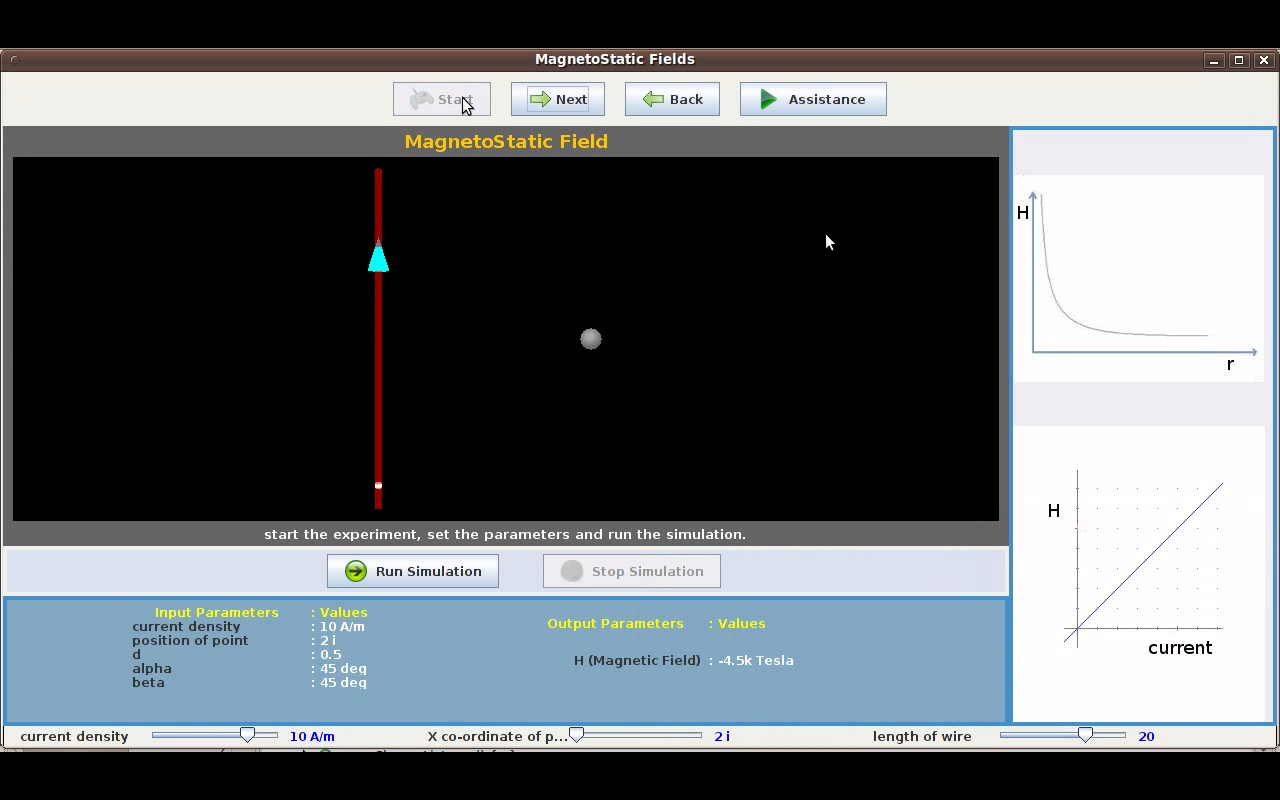 MagnetoStatic Fields
Start
Next
Back
Assistance
MagnetoStatic Field
H
r
start the experiment, set the parameters and run the simulation.
Run Simulation
Stop Simulation
H
current
Input Parameters : Values
current density : 10 A/m
position of point : 2 i
d : 0.5
alpha : 45 deg
beta : 45 deg
Output Parameters : Values
H (Magnetic Field) : -4.5k Tesla
current density 10 A/m
X co-ordinate of p... 2 i
length of wire 20